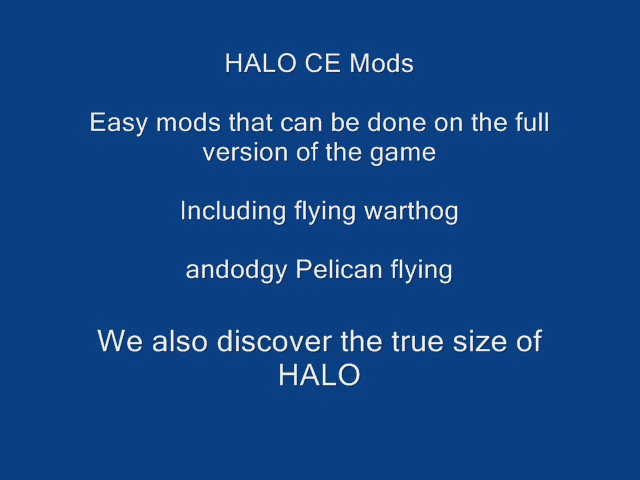 HALO CE Mods
Easy mods that can be done on the full
version of the game
Including flying warthog
andodgy Pelican flying
We also discover the true size of
HALO